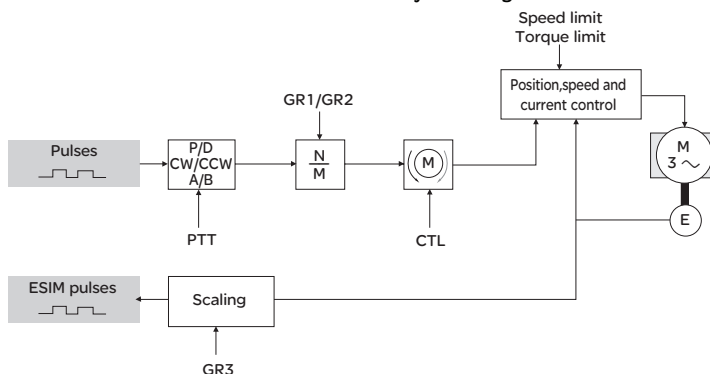 Speed limit
Torque limit
Position,speed and
current control
GR1/GR2
Pulses
P/D
CW/CCW
A/B
N
M
M
M
3 ~
E
PTT
CTL
ESIM pulses
Scaling
GR3